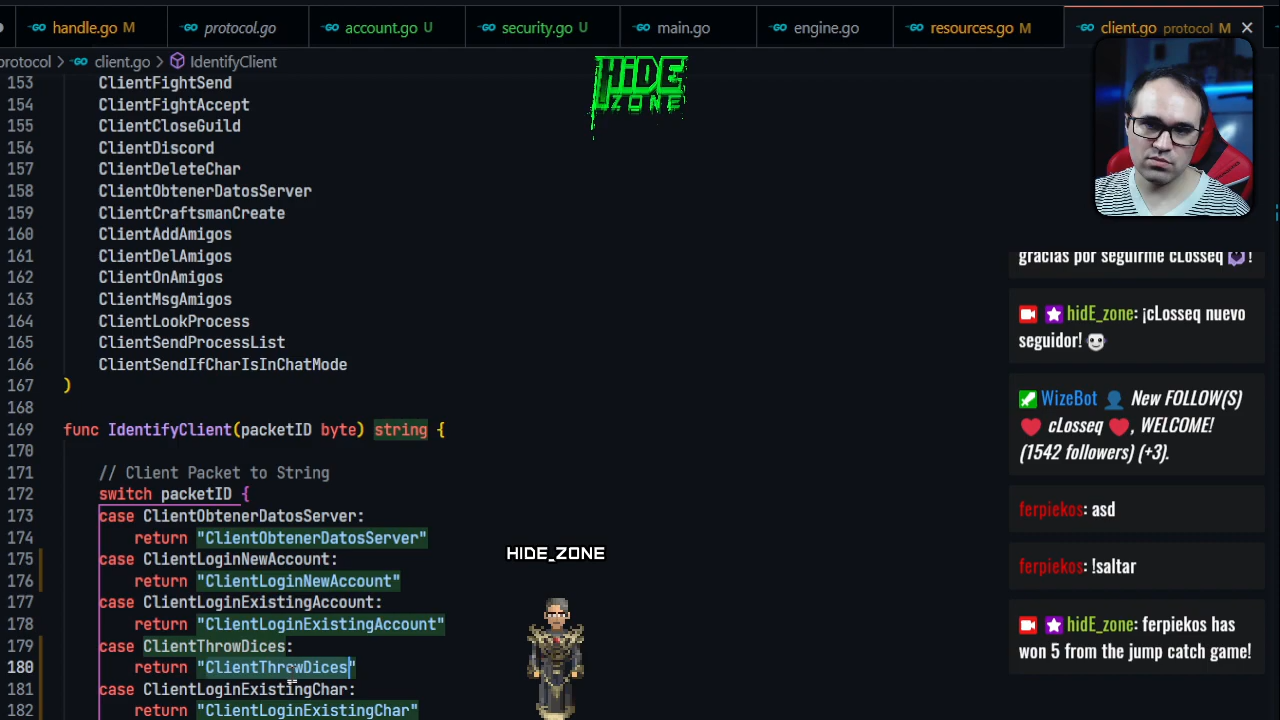 handle.go M
protocol.go
account.go U
security.go U
main.go
engine.go
resources.go M
client.go protocol M
protocol > client.go > IdentifyClient
153 ClientFightSend
154 ClientFightAccept
155 ClientCloseGuild
156 ClientDiscord
157 ClientDeleteChar
158 ClientObtenerDatosServer
159 ClientCraftsmanCreate
160 ClientAddAmigos
161 ClientDelAmigos
162 ClientOnAmigos
163 ClientMsgAmigos
164 ClientLookProcess
165 ClientSendProcessList
166 ClientSendIfCharIsInChatMode
167 )
168
169 func IdentifyClient(packetID byte) string {
170
171 // Client Packet to String
172 switch packetID {
173 case ClientObtenerDatosServer:
174 return "ClientObtenerDatosServer"
175 case ClientLoginNewAccount:
176 return "ClientLoginNewAccount"
177 case ClientLoginExistingAccount:
178 return "ClientLoginExistingAccount"
179 case ClientThrowDices:
180 return "ClientThrowDices"
181 case ClientLoginExistingChar:
182 return "ClientLoginExistingChar"
HiDE
ZONE
HIDE_ZONE
gracias por seguirme cLosseq !
hidE_zone: ¡cLosseq nuevo
seguidor!
WizeBot New FOLLOW(S)
cLosseq , WELCOME!
(1542 followers) (+3).
ferpiekos: asd
ferpiekos: !saltar
hidE_zone: ferpiekos has
won 5 from the jump catch game!